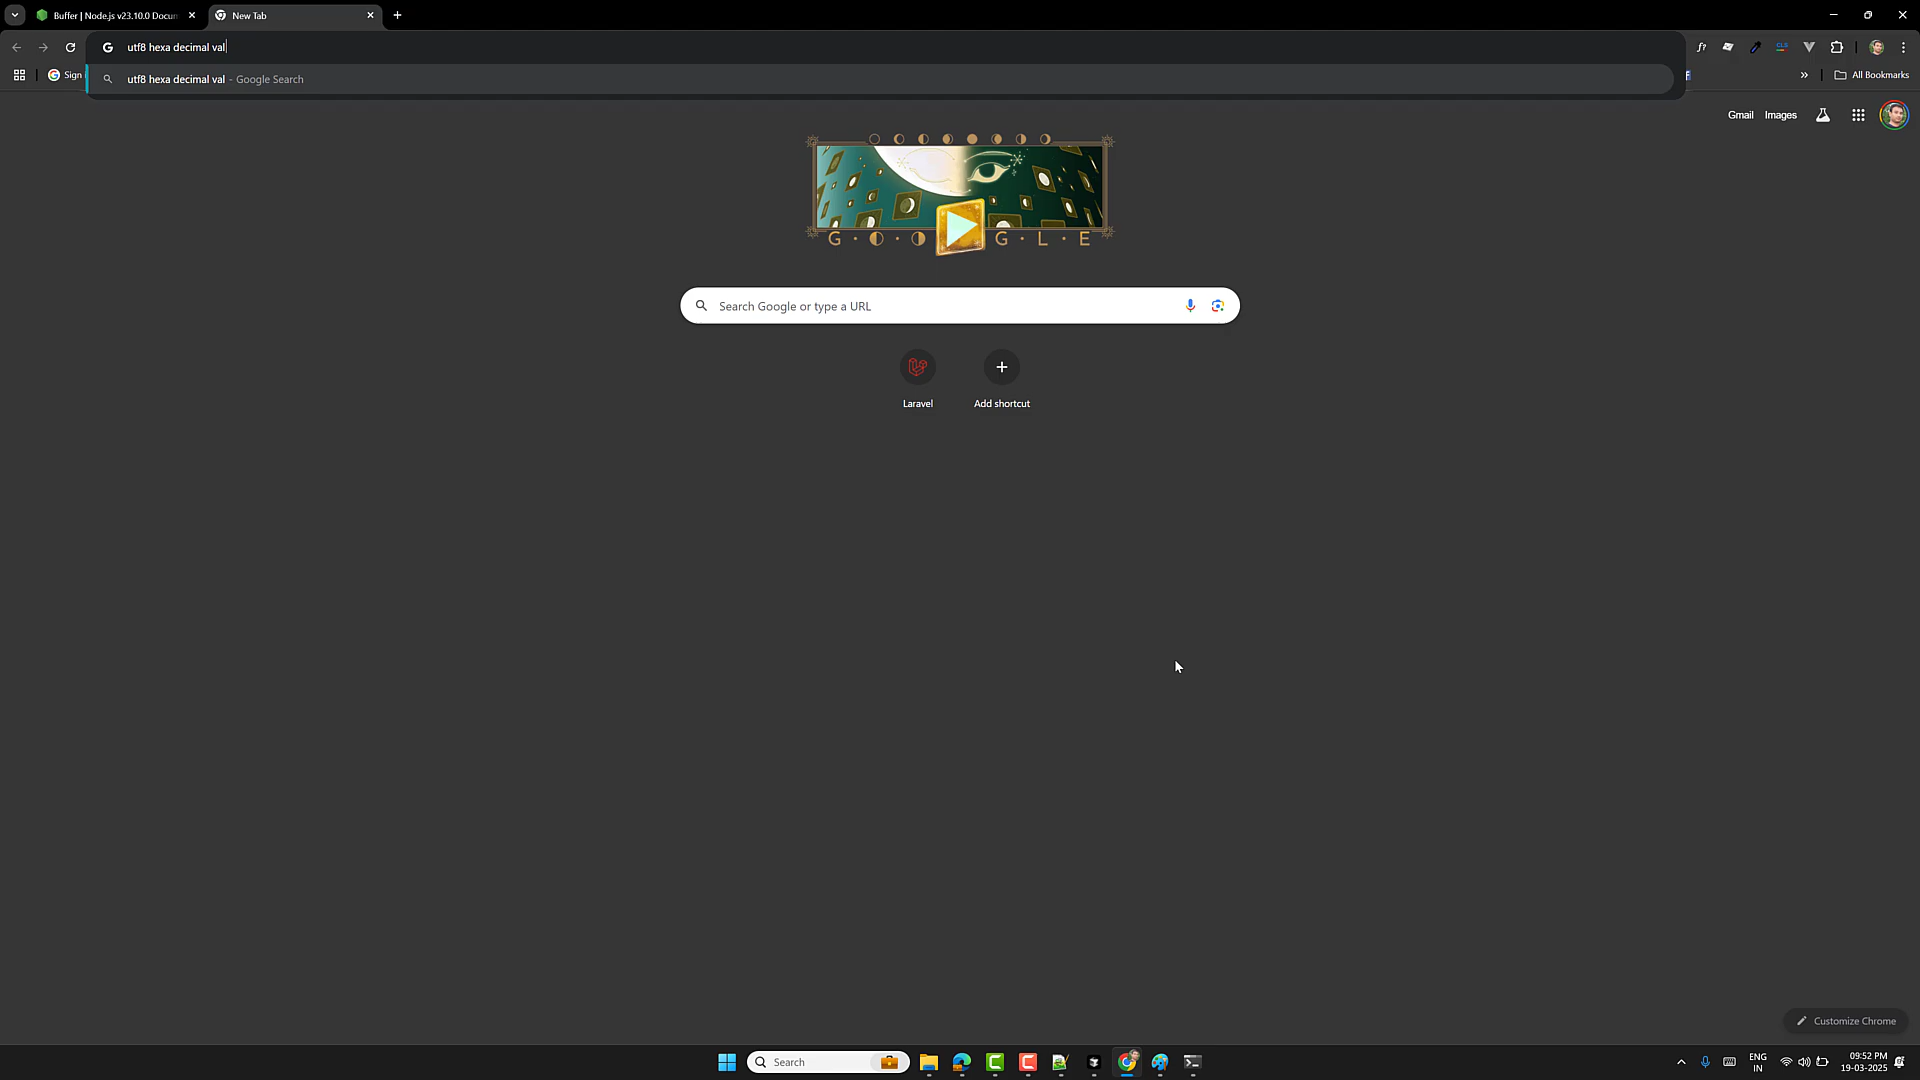 Buffer | Node.js v23.10.0 Docum
New Tab
utf8 hexa decimal val
Sign i
utf8 hexa decimal val - Google Search
All Bookmarks
Gmail
Images
G O O G L E
Search Google or type a URL
Laravel
Add shortcut
Customize Chrome
Search
ENG
IN
09:52 PM
19-03-2025